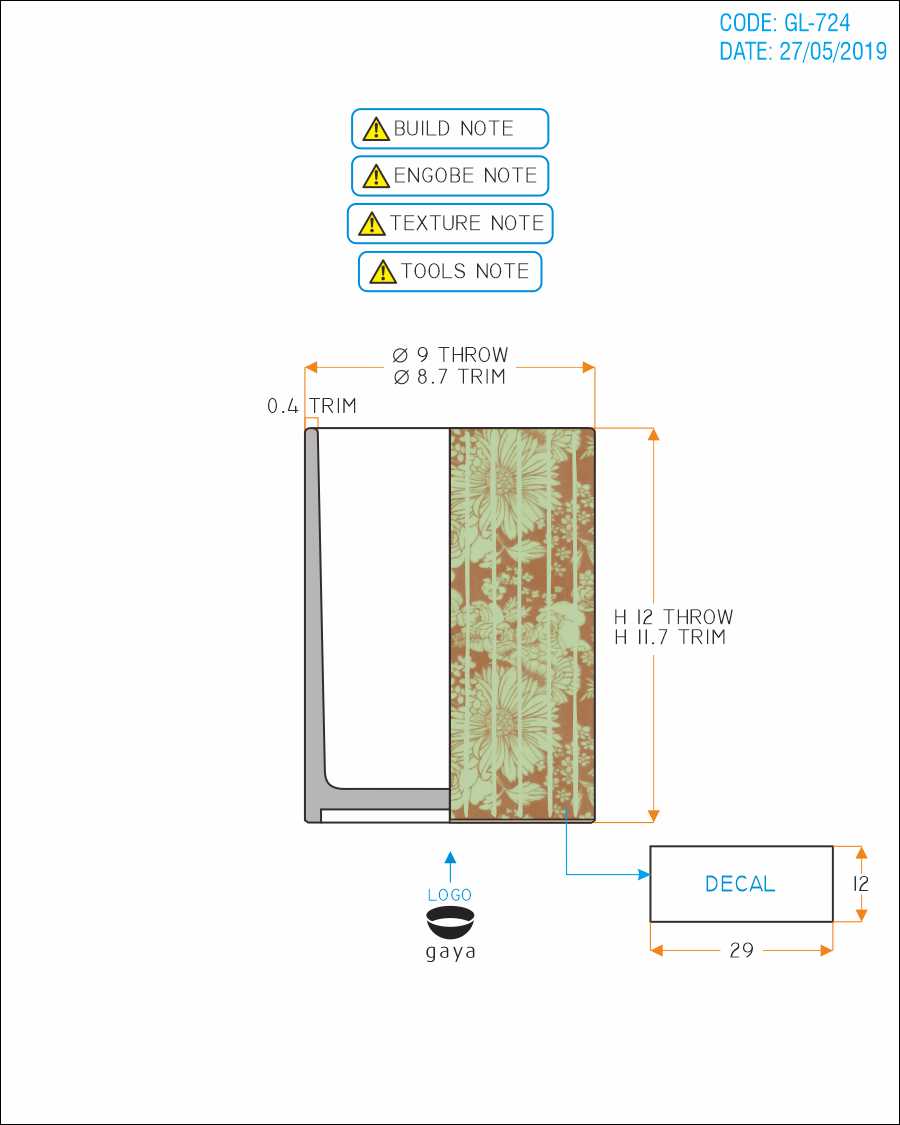 CODE: GL-724
DATE: 27/05/2019
BUILD NOTE
ENGOBE NOTE
TEXTURE NOTE
TOOLS NOTE
Ø 9 THROW
Ø 8.7 TRIM
0.4 TRIM
H 12 THROW
H 11.7 TRIM
DECAL
12
29
LOGO
gaya